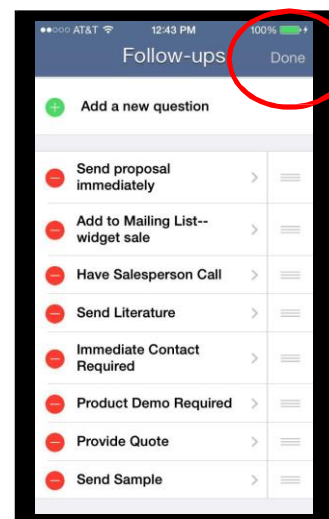 AT&T 12:43 PM 100%
Follow-ups Done
Add a new question
Send proposal
immediately
Add to Mailing List--
widget sale
Have Salesperson Call
Send Literature
Immediate Contact
Required
Product Demo Required
Provide Quote
Send Sample